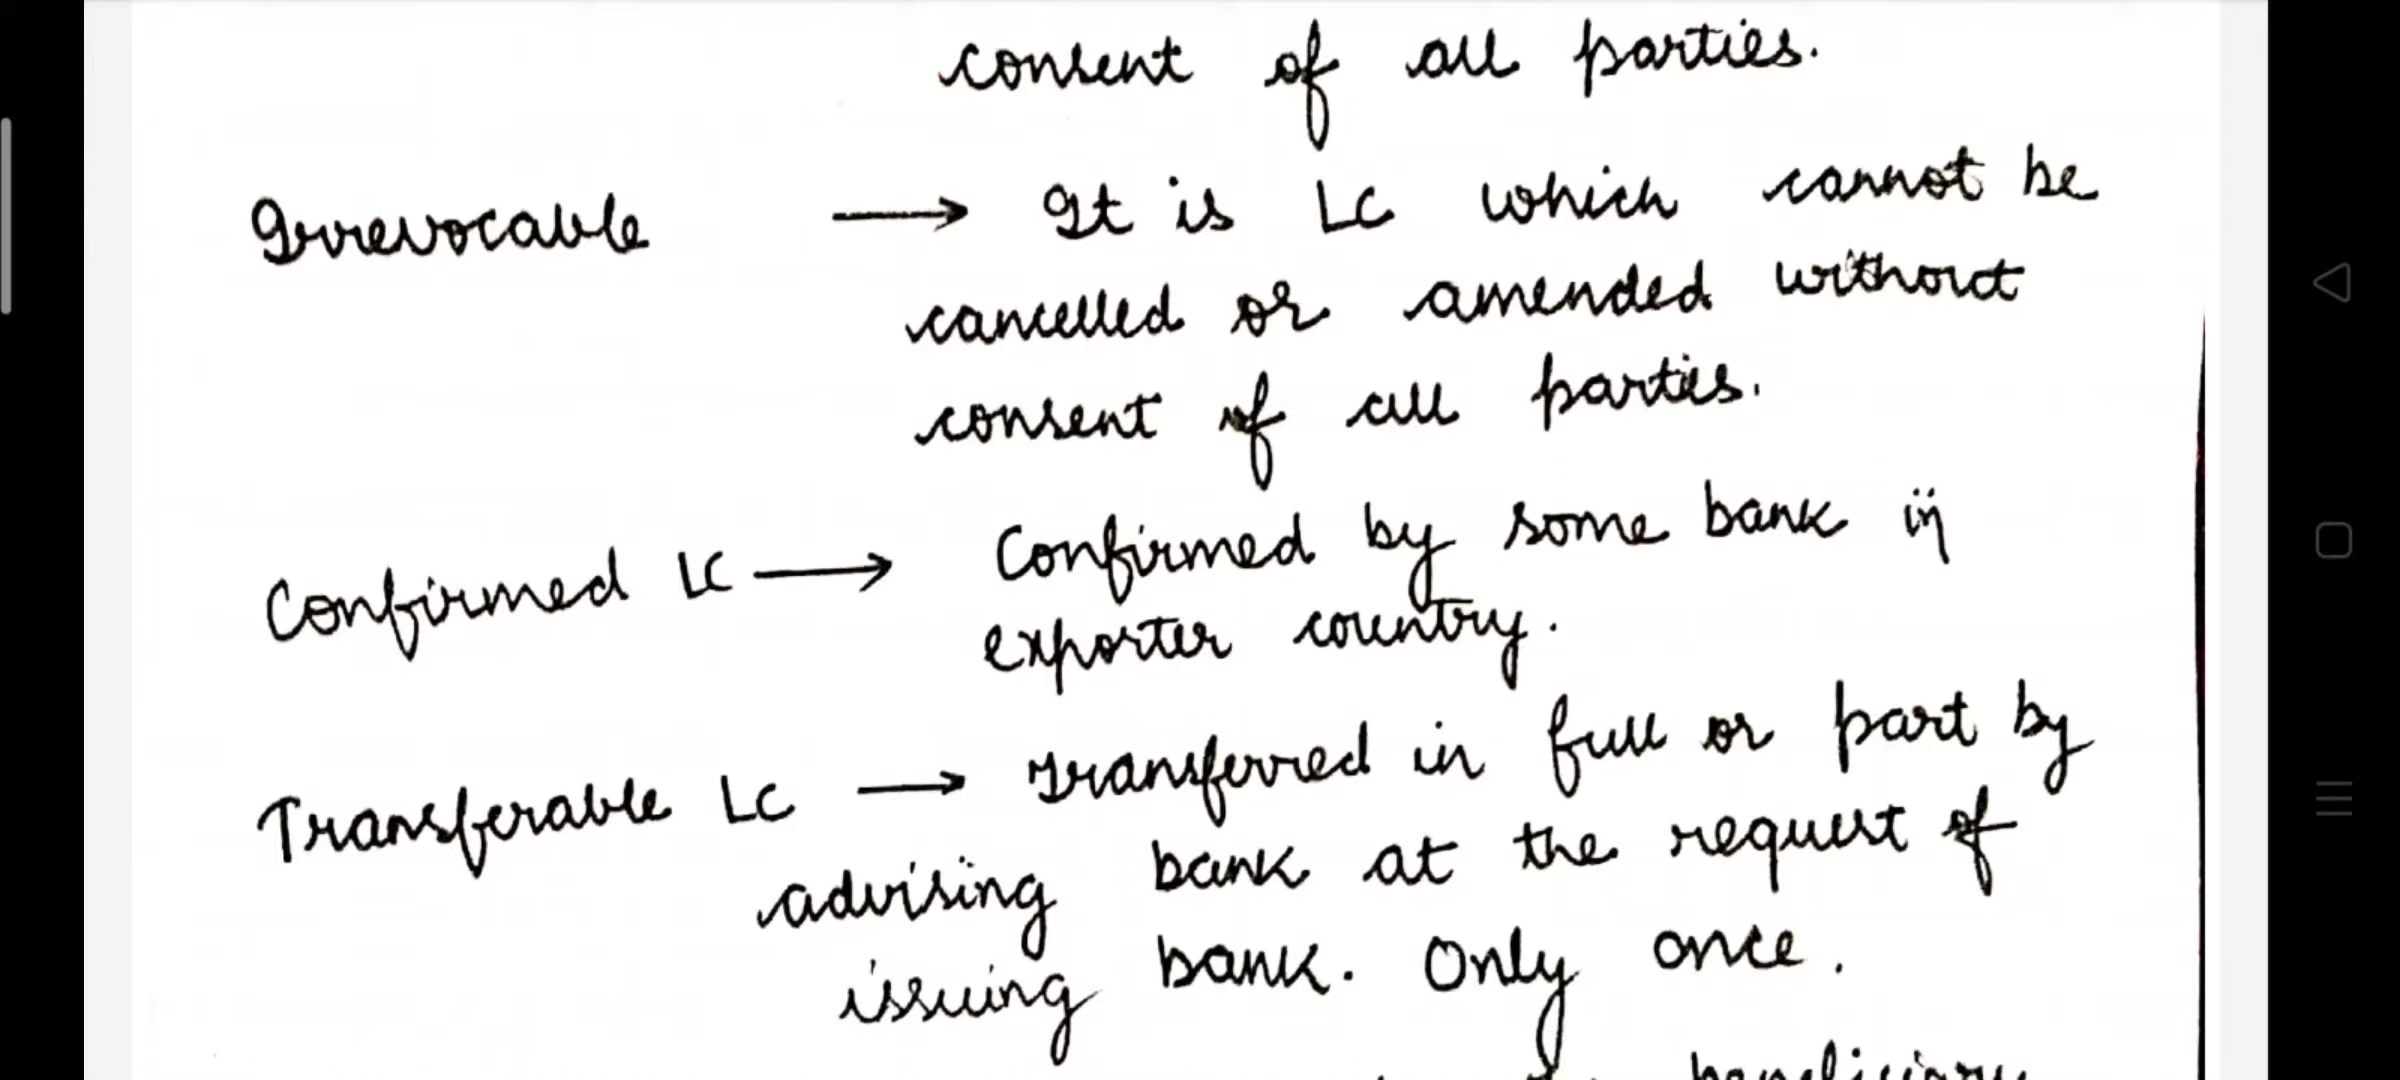 consent of all parties.
Irrevocable → It is LC which cannot be
cancelled or amended without
consent of all parties.
Confirmed LC → Confirmed by some bank in
exporter country.
Transferable LC → Transferred in full or part by
advising bank at the request of
issuing bank. Only once.
beneficiary